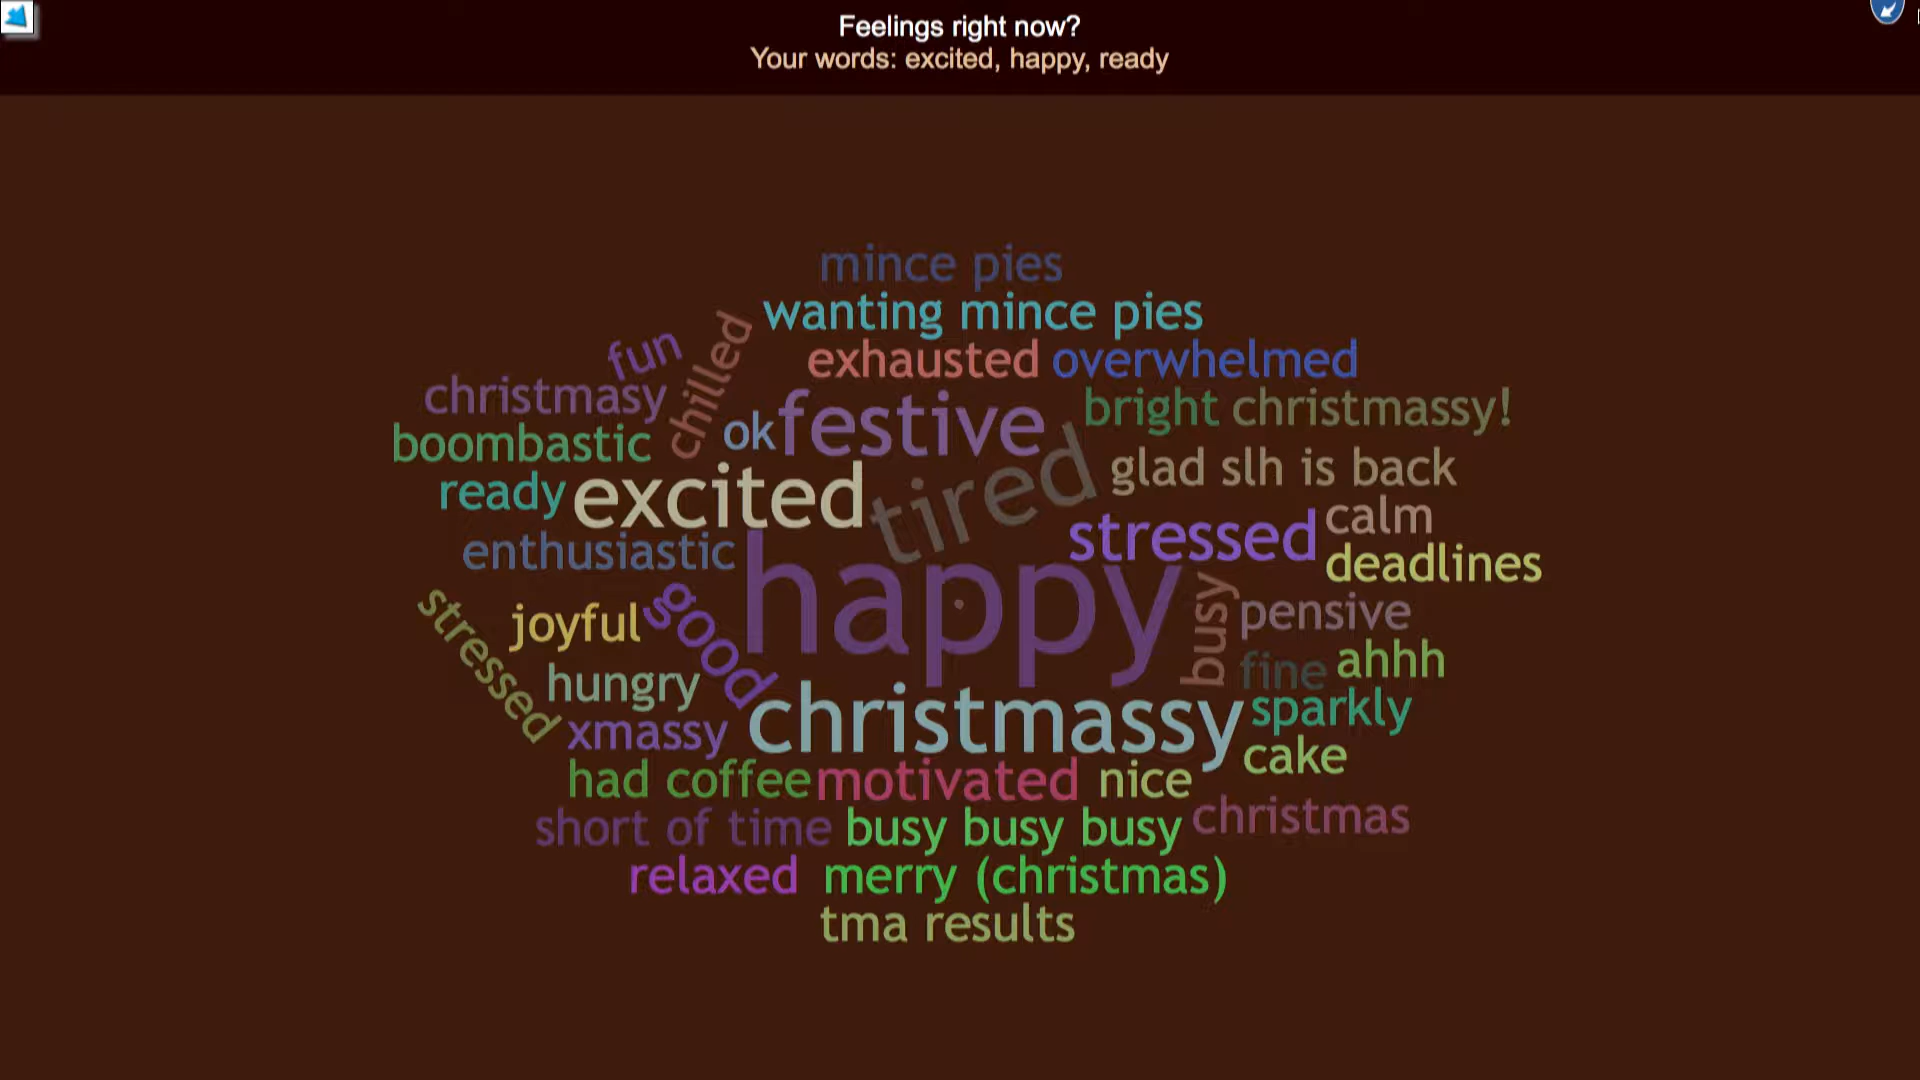 Feelings right now?
Your words: excited, happy, ready
mince pies
wanting mince pies
fun
chilled
exhausted
overwhelmed
christmasy
ok
festive
bright
christmassy!
boombastic
tired
glad slh is back
ready
excited
stressed
calm
enthusiastic
happy
deadlines
stressed
joyful
good
busy
pensive
hungry
fine
ahhh
xmassy
christmassy
sparkly
cake
had coffee
motivated
nice
short of time
busy busy busy
christmas
relaxed
merry (christmas)
tma results